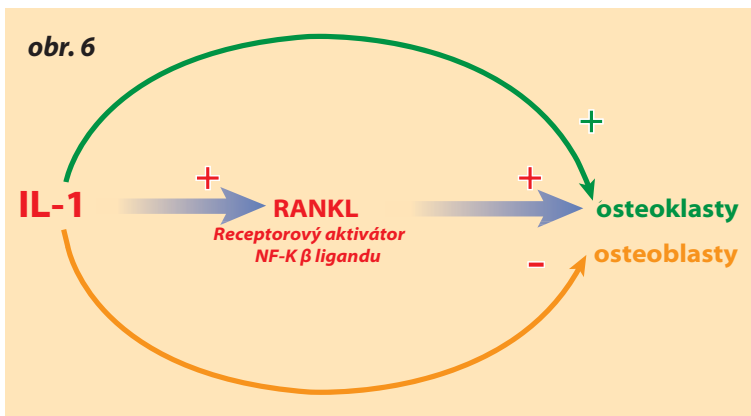 obr. 6
+
+
+
IL-1
RANKL
osteoklasty
Receptorový aktivátor
NF-K β ligandu
osteoblasty
–